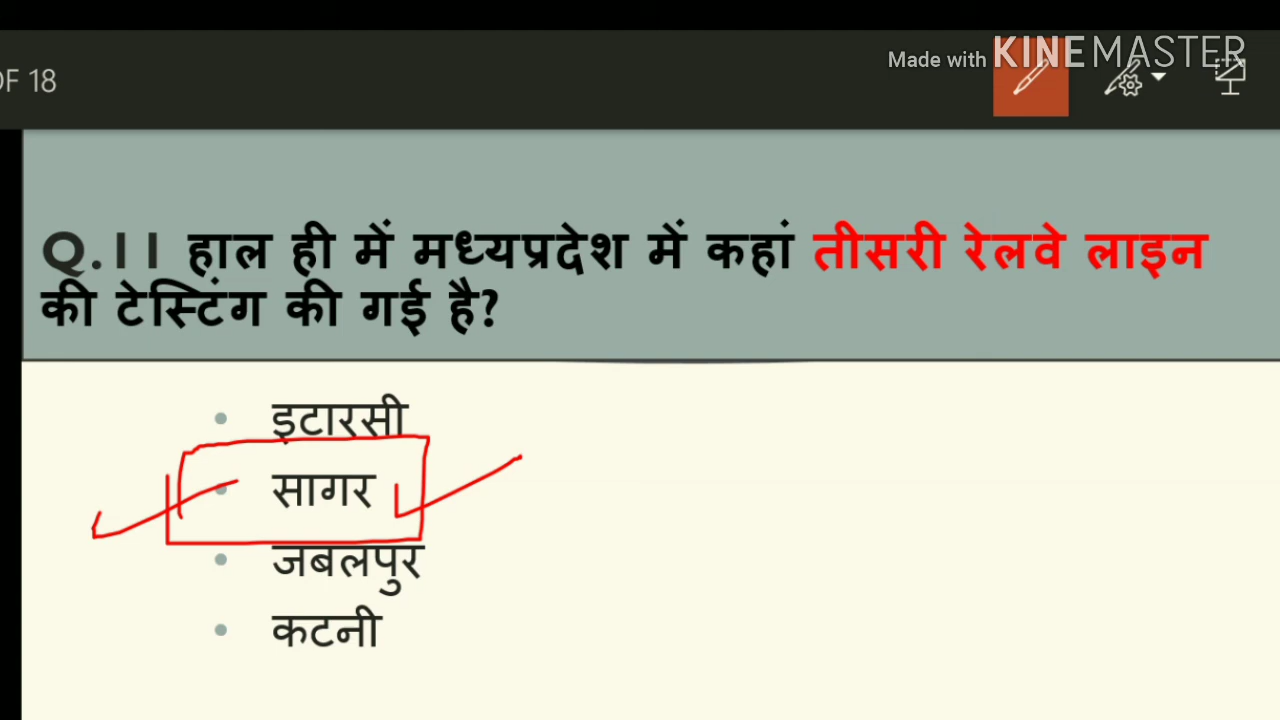 Made with KINEMASTER
OF 18
Q.11 हाल ही में मध्यप्रदेश में कहां तीसरी रेलवे लाइन
की टेस्टिंग की गई है?
• इटारसी
• सागर
• जबलपुर
• कटनी